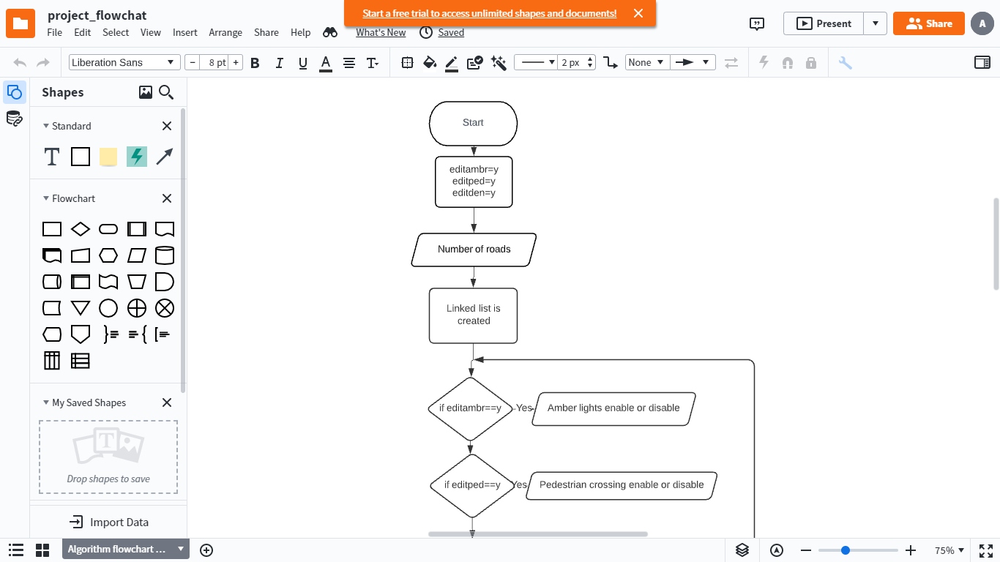 project_flowchat
Start a free trial to access unlimited shapes and documents!
File Edit Select View Insert Arrange Share Help What's New Saved
Present Share A
Liberation Sans − 8 pt + B I U A T 2 px None
Shapes
Standard
T
Flowchart
My Saved Shapes
T
Drop shapes to save
Import Data
Start
editambr=y
editped=y
editden=y
Number of roads
Linked list is
created
if editambr==y Yes Amber lights enable or disable
if editped==y Yes Pedestrian crossing enable or disable
Algorithm flowchart ...
75%